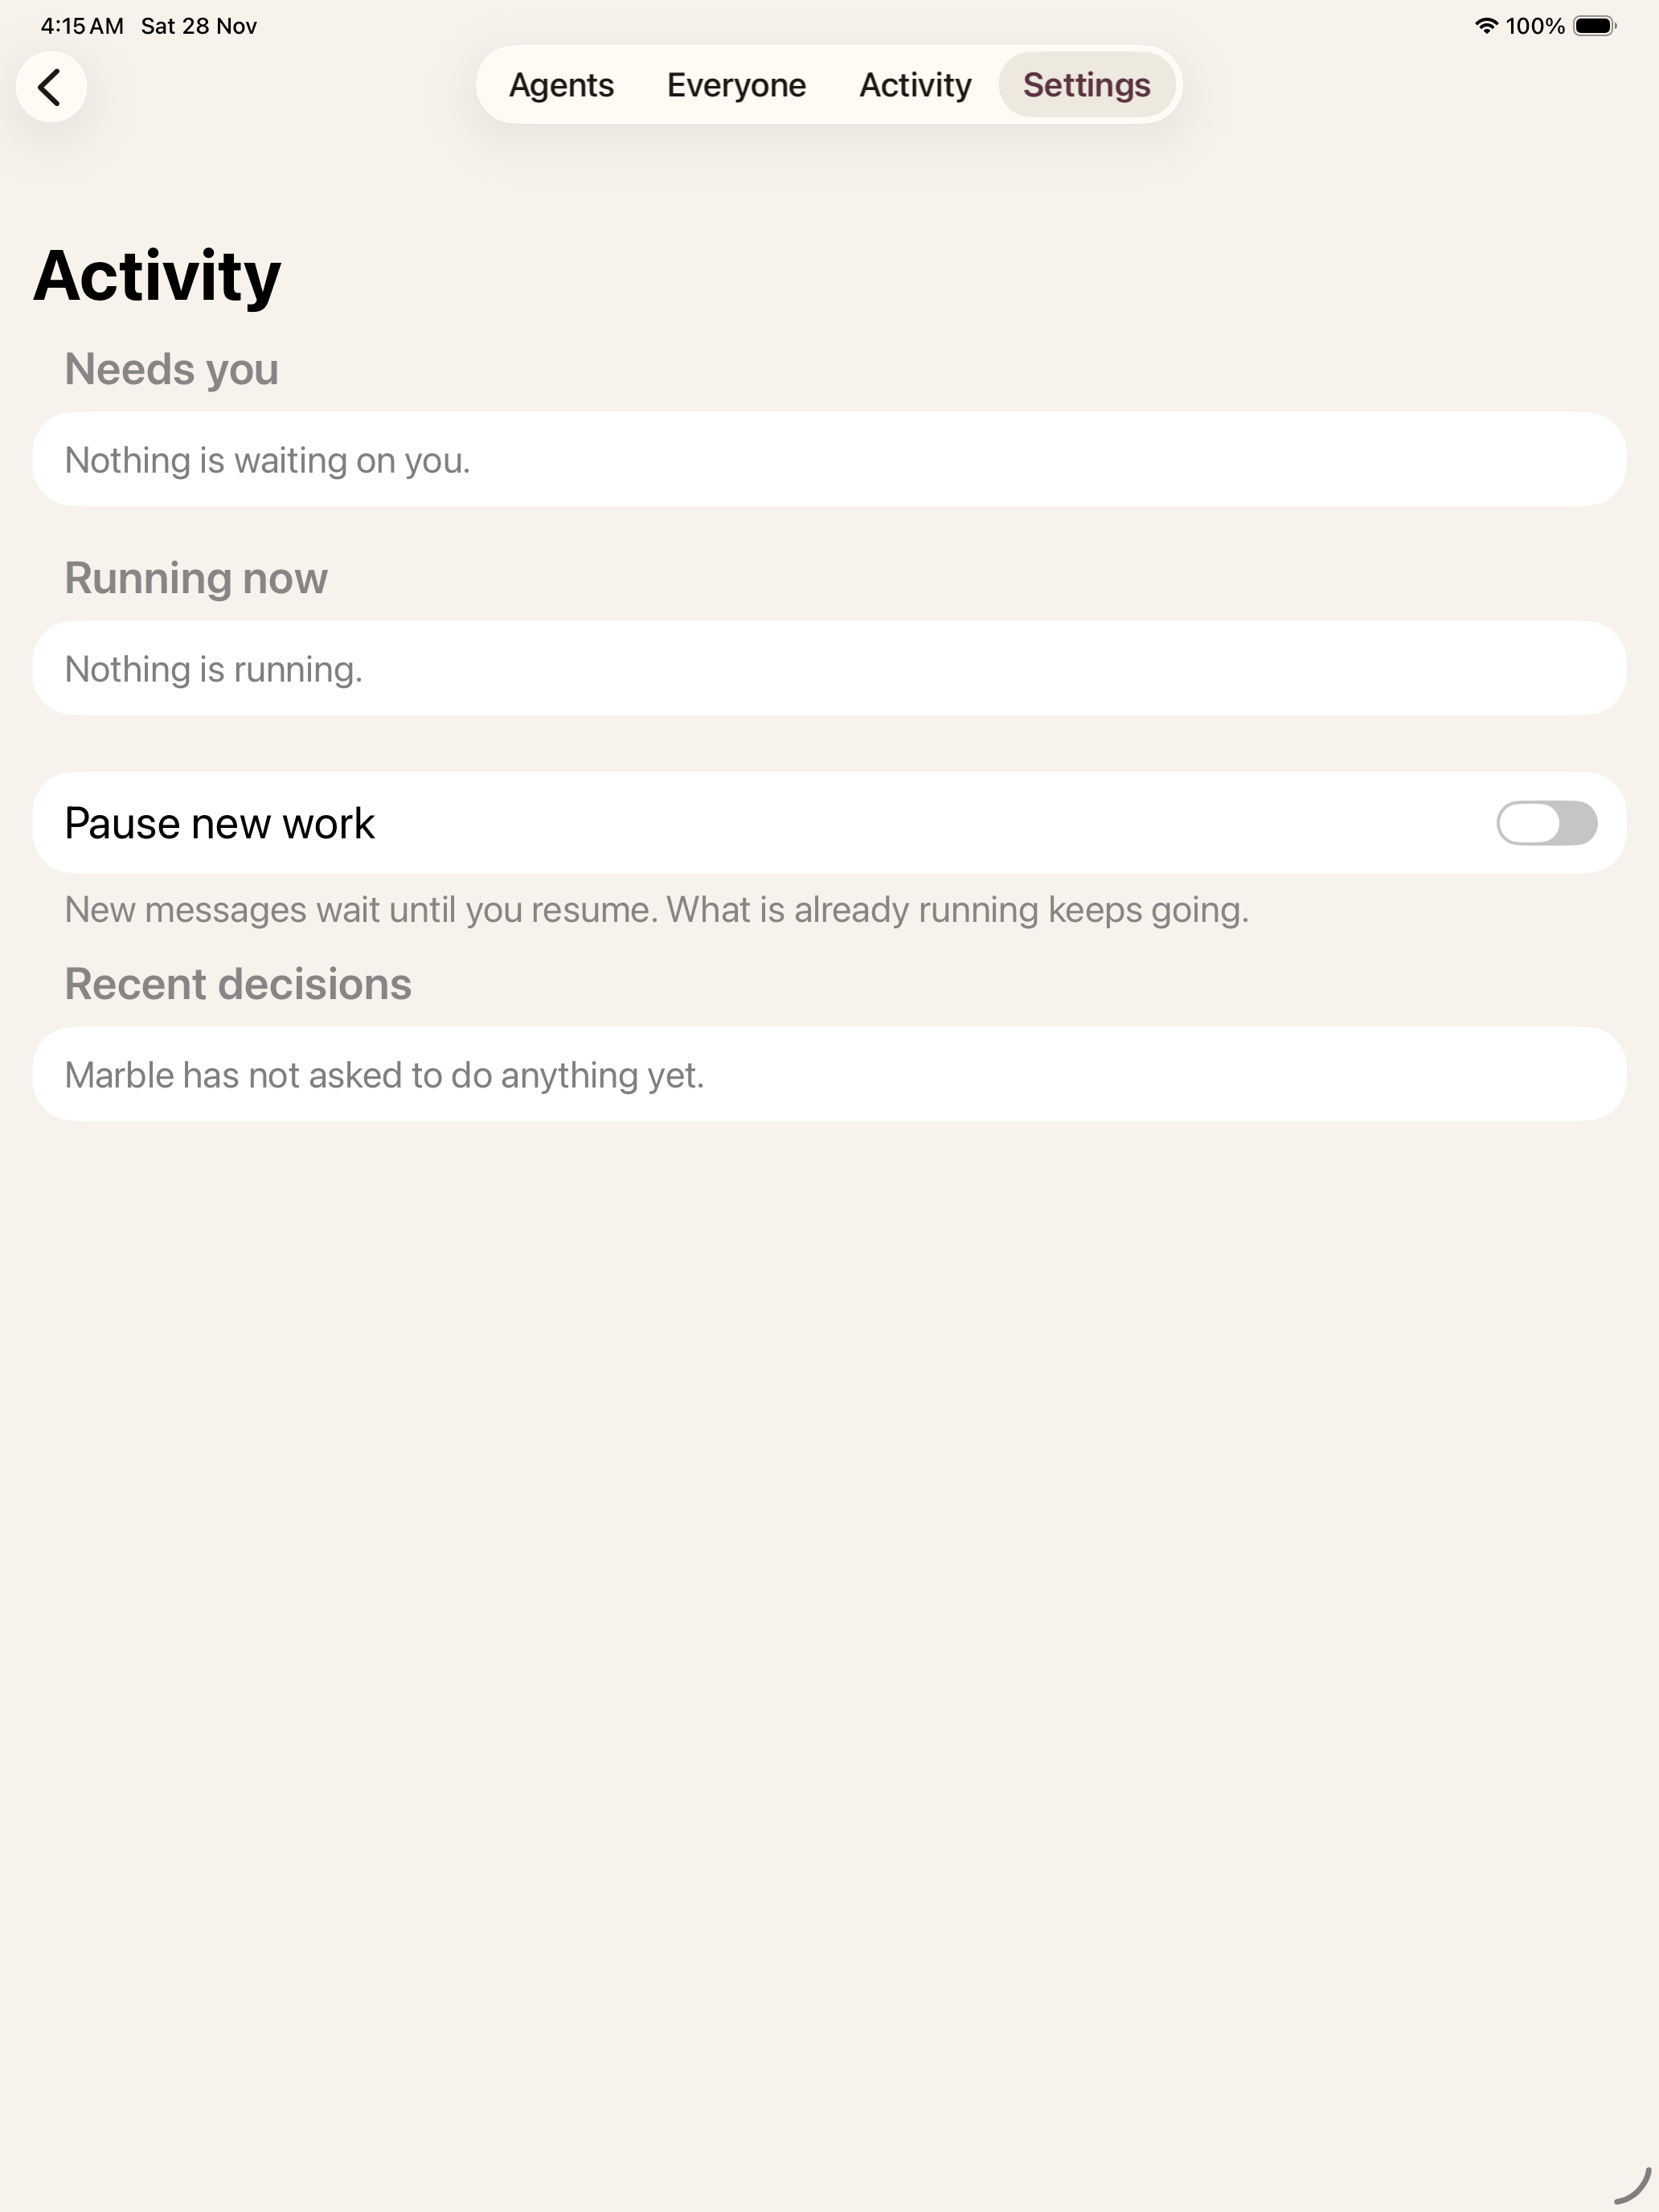 4:15 AM Sat 28 Nov
100%
Agents Everyone Activity Settings
Activity
Needs you
Nothing is waiting on you.
Running now
Nothing is running.
Pause new work
New messages wait until you resume. What is already running keeps going.
Recent decisions
Marble has not asked to do anything yet.